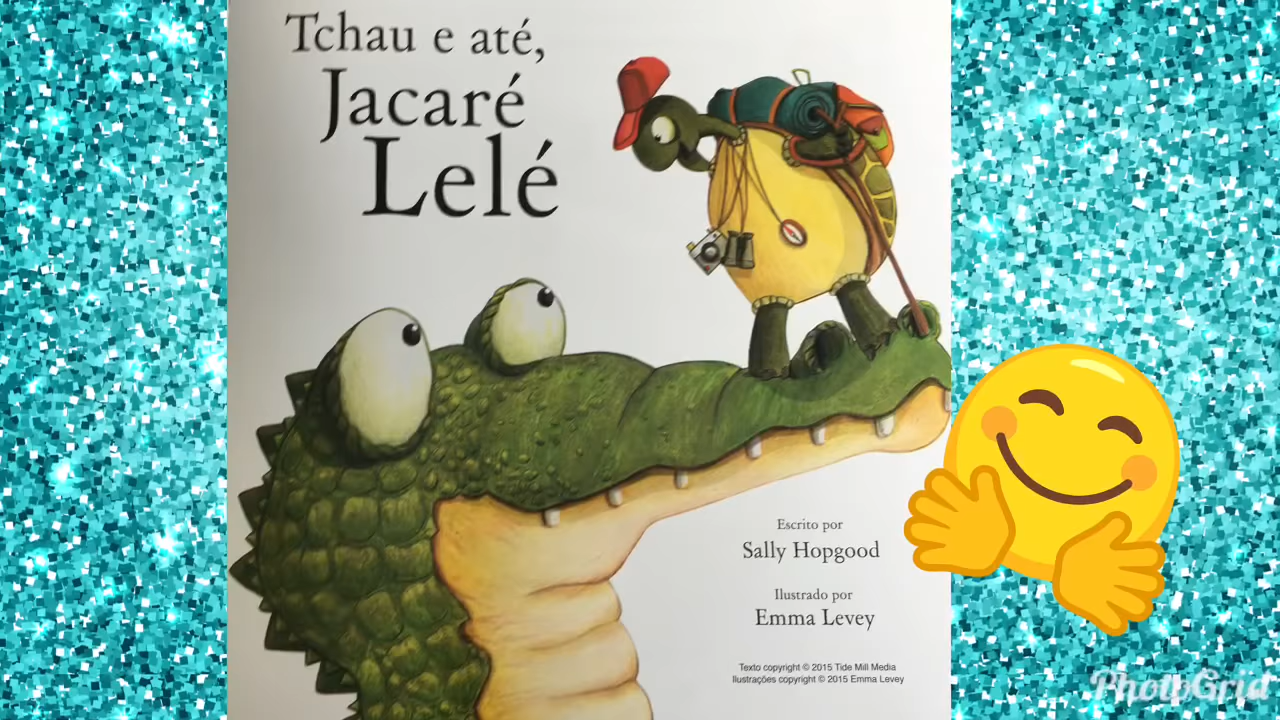 Tchau e até,
Jacaré
Lelé
Escrito por
Sally Hopgood
Ilustrado por
Emma Levey
Texto copyright © 2015 Tide Mill Media
Ilustrações copyright © 2015 Emma Levey
PhotoGrid